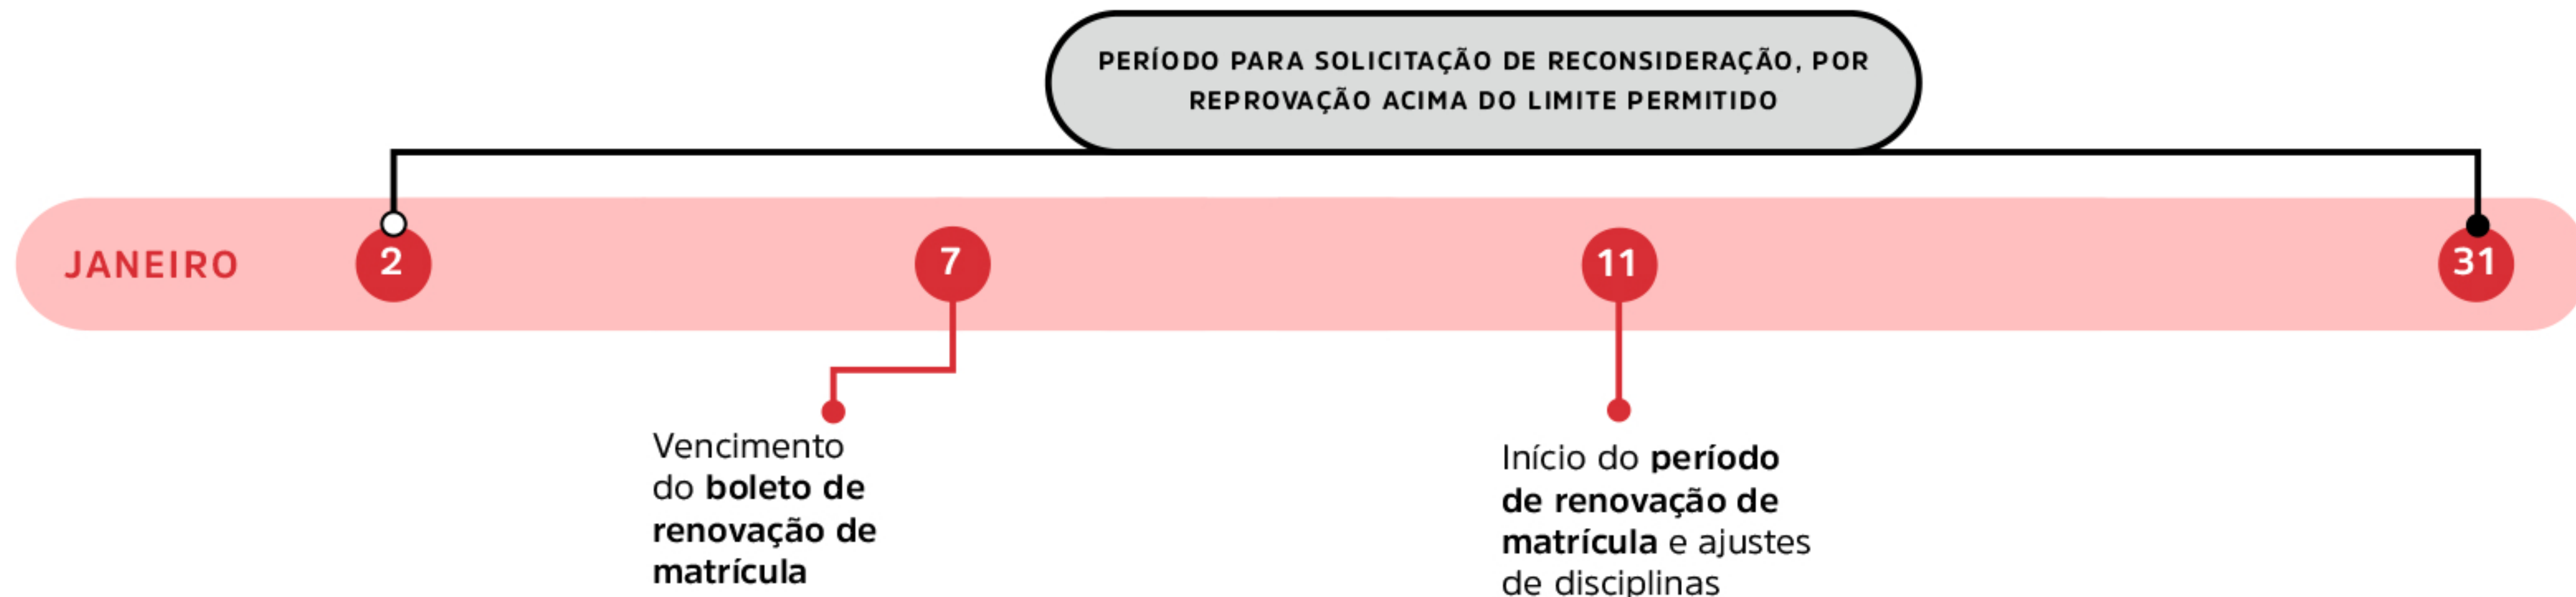 PERÍODO PARA SOLICITAÇÃO DE RECONSIDERAÇÃO, POR
REPROVAÇÃO ACIMA DO LIMITE PERMITIDO
JANEIRO
2
7
11
31
Vencimento
do boleto de
renovação de
matrícula
Início do período
de renovação de
matrícula e ajustes
de disciplinas